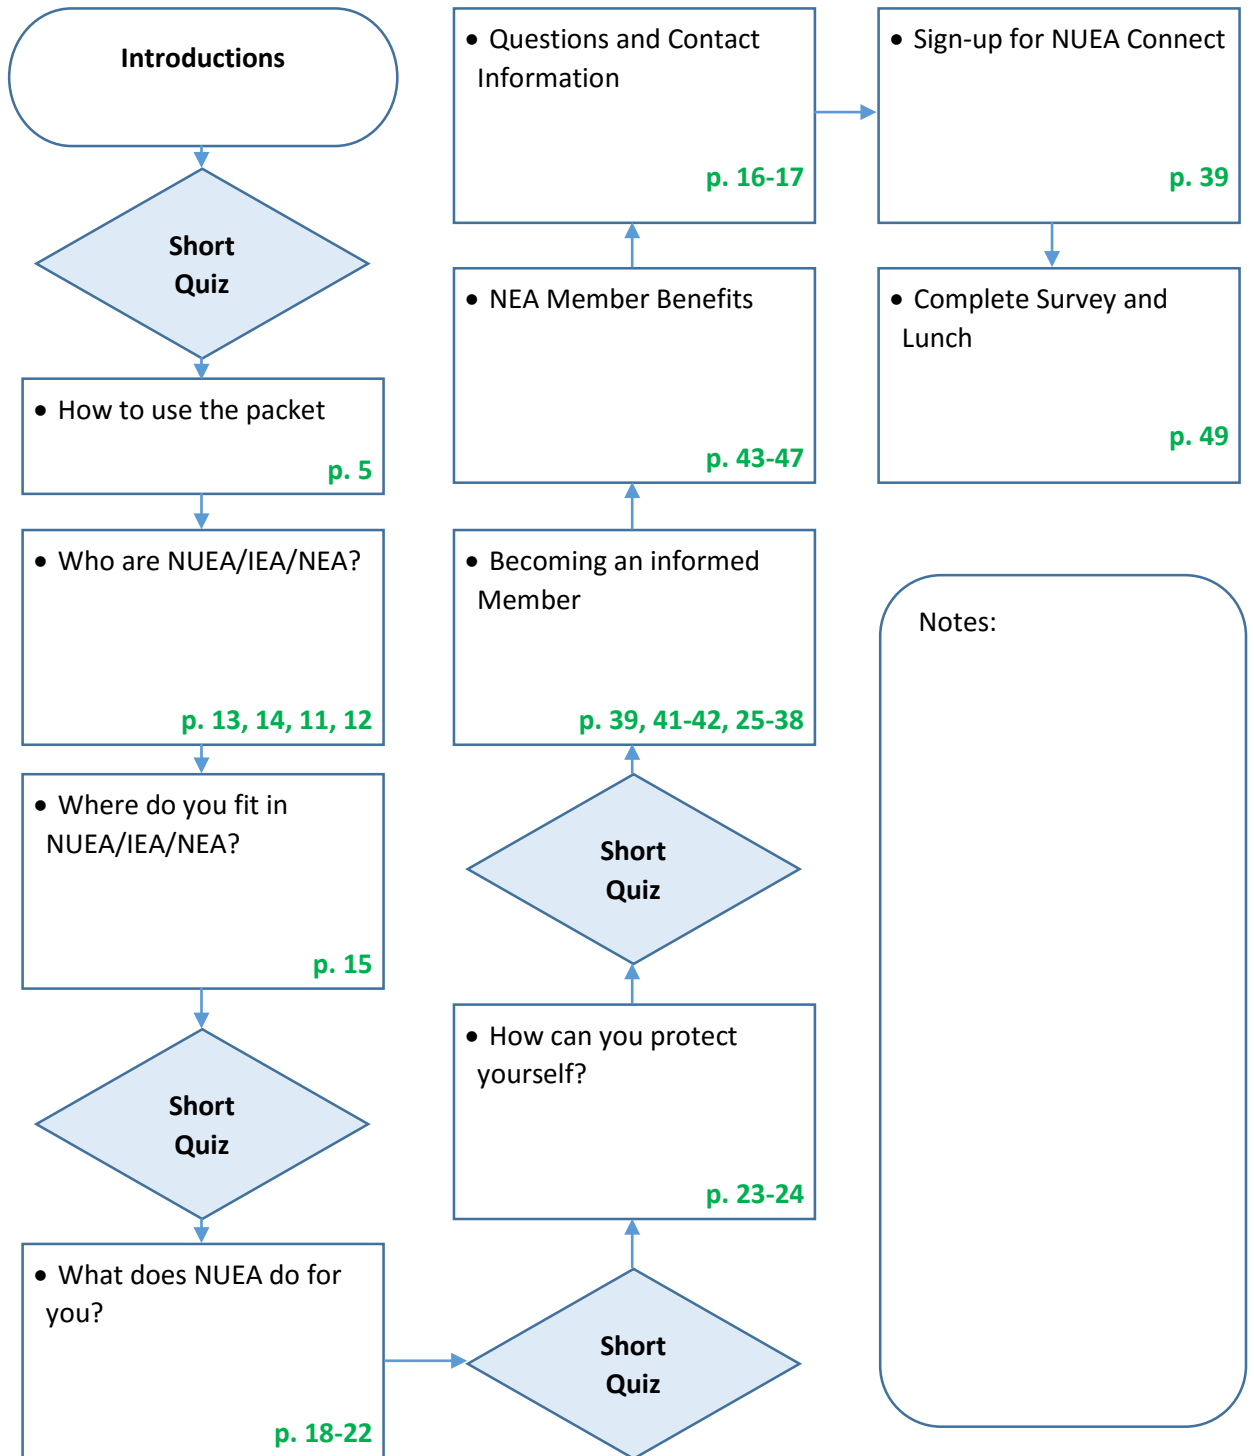 Introductions
Short
Quiz
• How to use the packet
p. 5
• Who are NUEA/IEA/NEA?
p. 13, 14, 11, 12
• Where do you fit in
NUEA/IEA/NEA?
p. 15
Short
Quiz
• What does NUEA do for
you?
p. 18-22
Short
Quiz
• How can you protect
yourself?
p. 23-24
Short
Quiz
• Becoming an informed
Member
p. 39, 41-42, 25-38
• NEA Member Benefits
p. 43-47
• Questions and Contact
Information
p. 16-17
• Sign-up for NUEA Connect
p. 39
• Complete Survey and
Lunch
p. 49
Notes: